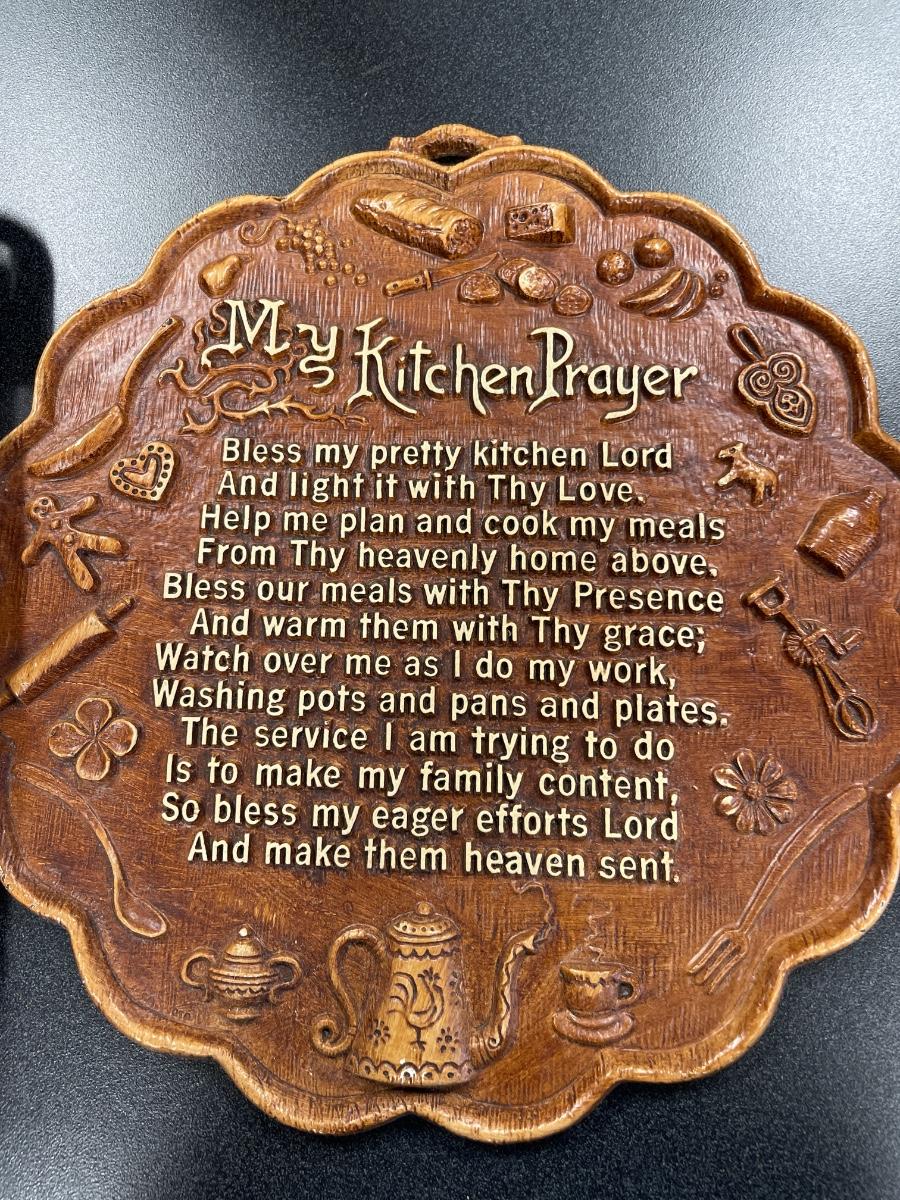 My Kitchen Prayer
Bless my pretty kitchen Lord
And light it with Thy Love.
Help me plan and cook my meals
From Thy heavenly home above.
Bless our meals with Thy Presence
And warm them with Thy grace;
Watch over me as I do my work,
Washing pots and pans and plates.
The service I am trying to do
Is to make my family content,
So bless my eager efforts Lord
And make them heaven sent.